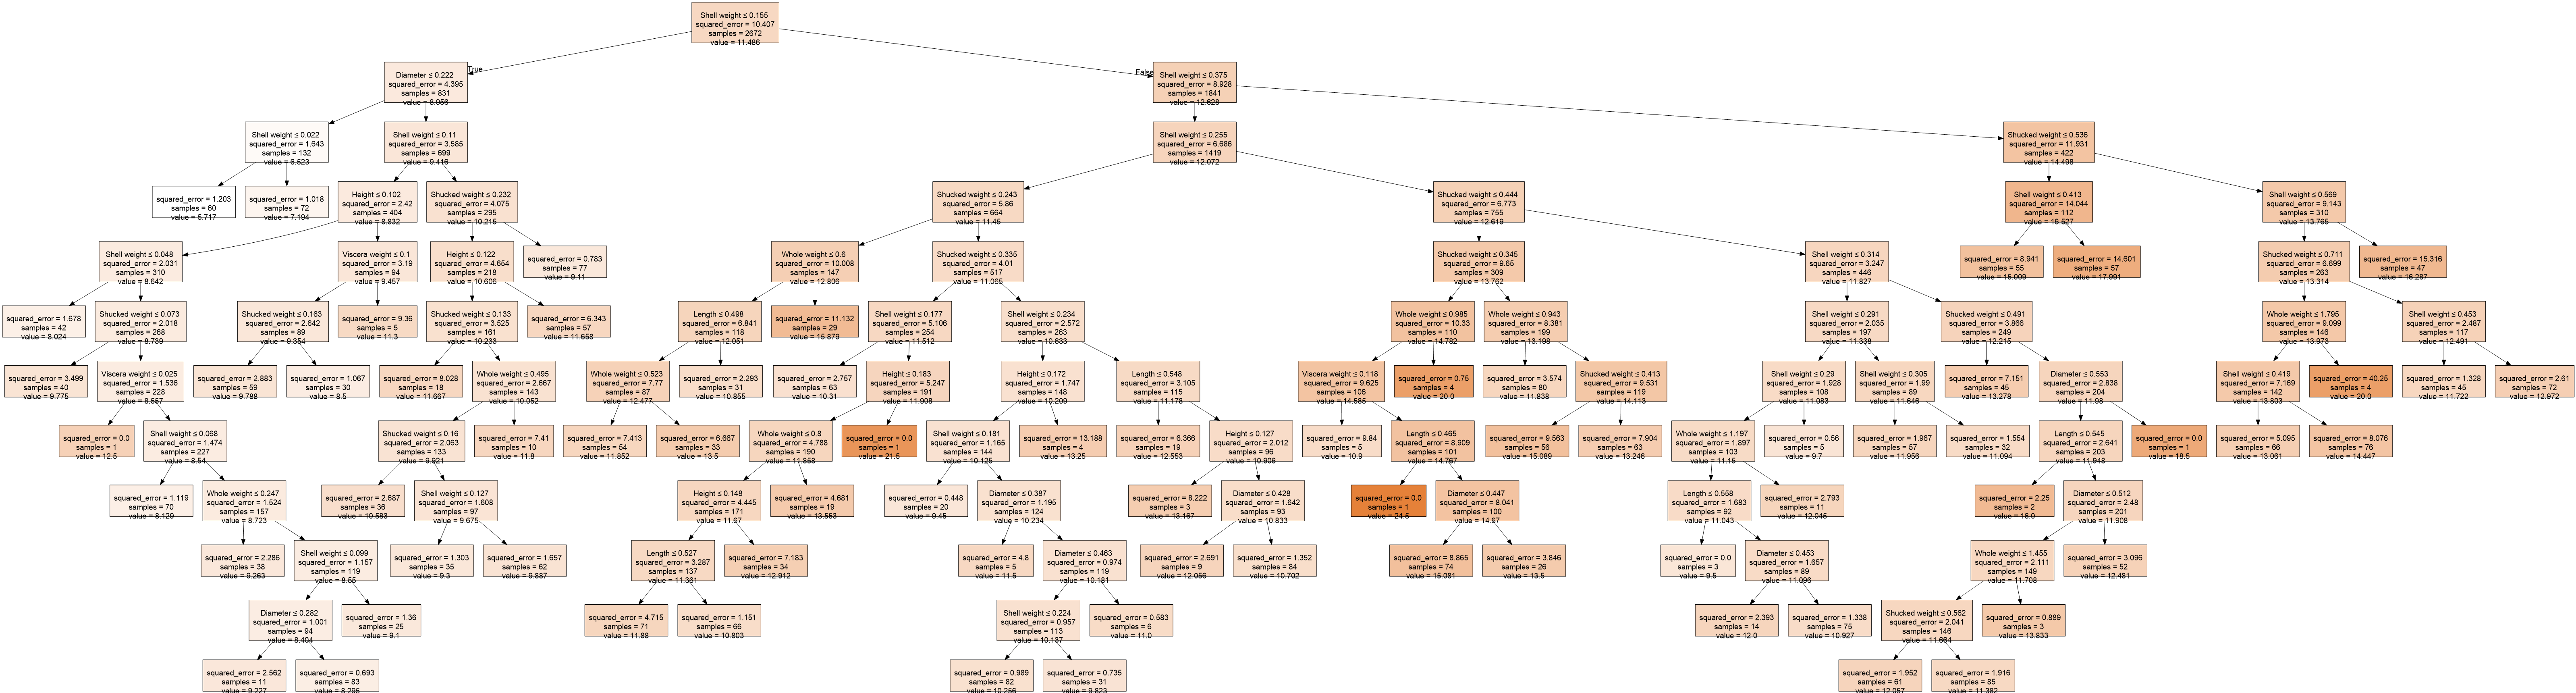 Shell weight ≤ 0.155
squared_error = 10.407
samples = 2672
value = 11.486
True
False
Diameter ≤ 0.222
squared_error = 4.395
samples = 831
value = 8.956
Shell weight ≤ 0.375
squared_error = 8.928
samples = 1841
value = 12.628
Shell weight ≤ 0.022
squared_error = 1.643
samples = 132
value = 6.523
Shell weight ≤ 0.11
squared_error = 3.585
samples = 699
value = 9.416
Shell weight ≤ 0.255
squared_error = 6.686
samples = 1419
value = 12.072
Shucked weight ≤ 0.536
squared_error = 11.931
samples = 422
value = 14.498
squared_error = 1.203
samples = 60
value = 5.717
squared_error = 1.018
samples = 72
value = 7.194
Height ≤ 0.102
squared_error = 2.42
samples = 404
value = 8.832
Shucked weight ≤ 0.232
squared_error = 4.075
samples = 295
value = 10.215
Shucked weight ≤ 0.243
squared_error = 5.86
samples = 664
value = 11.45
Shucked weight ≤ 0.444
squared_error = 6.773
samples = 755
value = 12.619
Shell weight ≤ 0.413
squared_error = 14.044
samples = 112
value = 16.527
Shell weight ≤ 0.569
squared_error = 9.143
samples = 310
value = 13.765
Shell weight ≤ 0.048
squared_error = 2.031
samples = 310
value = 8.642
Viscera weight ≤ 0.1
squared_error = 3.19
samples = 94
value = 9.457
Height ≤ 0.122
squared_error = 4.654
samples = 218
value = 10.606
squared_error = 0.783
samples = 77
value = 9.11
Whole weight ≤ 0.6
squared_error = 10.008
samples = 147
value = 12.806
Shucked weight ≤ 0.335
squared_error = 4.01
samples = 517
value = 11.065
Shucked weight ≤ 0.345
squared_error = 9.65
samples = 309
value = 13.762
Shell weight ≤ 0.314
squared_error = 3.247
samples = 446
value = 11.827
squared_error = 8.941
samples = 55
value = 15.009
squared_error = 14.601
samples = 57
value = 17.991
Shucked weight ≤ 0.711
squared_error = 6.699
samples = 263
value = 13.314
squared_error = 15.316
samples = 47
value = 16.287
squared_error = 1.678
samples = 42
value = 8.024
Shucked weight ≤ 0.073
squared_error = 2.018
samples = 268
value = 8.739
Shucked weight ≤ 0.163
squared_error = 2.642
samples = 89
value = 9.354
squared_error = 9.36
samples = 5
value = 11.3
Shucked weight ≤ 0.133
squared_error = 3.525
samples = 161
value = 10.233
squared_error = 6.343
samples = 57
value = 11.658
Length ≤ 0.498
squared_error = 6.841
samples = 118
value = 12.051
squared_error = 11.132
samples = 29
value = 15.879
Shell weight ≤ 0.177
squared_error = 5.106
samples = 254
value = 11.512
Shell weight ≤ 0.234
squared_error = 2.572
samples = 263
value = 10.633
Whole weight ≤ 0.985
squared_error = 10.33
samples = 110
value = 14.782
Whole weight ≤ 0.943
squared_error = 8.381
samples = 199
value = 13.198
Shell weight ≤ 0.291
squared_error = 2.035
samples = 197
value = 11.338
Shucked weight ≤ 0.491
squared_error = 3.866
samples = 249
value = 12.215
Whole weight ≤ 1.795
squared_error = 9.099
samples = 146
value = 13.973
Shell weight ≤ 0.453
squared_error = 2.487
samples = 117
value = 12.491
squared_error = 3.499
samples = 40
value = 9.775
Viscera weight ≤ 0.025
squared_error = 1.536
samples = 228
value = 8.557
squared_error = 2.883
samples = 59
value = 9.788
squared_error = 1.067
samples = 30
value = 8.5
squared_error = 8.028
samples = 18
value = 11.667
Whole weight ≤ 0.495
squared_error = 2.667
samples = 143
value = 10.052
Whole weight ≤ 0.523
squared_error = 7.77
samples = 87
value = 12.477
squared_error = 2.293
samples = 31
value = 10.855
squared_error = 2.757
samples = 63
value = 10.31
Height ≤ 0.183
squared_error = 5.247
samples = 191
value = 11.908
Height ≤ 0.172
squared_error = 1.747
samples = 148
value = 10.209
Length ≤ 0.548
squared_error = 3.105
samples = 115
value = 11.178
Viscera weight ≤ 0.118
squared_error = 9.625
samples = 106
value = 14.585
squared_error = 0.75
samples = 4
value = 20.0
squared_error = 3.574
samples = 80
value = 11.838
Shucked weight ≤ 0.413
squared_error = 9.531
samples = 119
value = 14.113
Shell weight ≤ 0.29
squared_error = 1.928
samples = 108
value = 11.083
Shell weight ≤ 0.305
squared_error = 1.99
samples = 89
value = 11.646
squared_error = 7.151
samples = 45
value = 13.278
Diameter ≤ 0.553
squared_error = 2.838
samples = 204
value = 11.98
Shell weight ≤ 0.419
squared_error = 7.169
samples = 142
value = 13.803
squared_error = 40.25
samples = 4
value = 20.0
squared_error = 1.328
samples = 45
value = 11.722
squared_error = 2.61
samples = 72
value = 12.972
squared_error = 0.0
samples = 1
value = 12.5
Shell weight ≤ 0.068
squared_error = 1.474
samples = 227
value = 8.54
Shucked weight ≤ 0.16
squared_error = 2.063
samples = 133
value = 9.921
squared_error = 7.41
samples = 10
value = 11.8
squared_error = 7.413
samples = 54
value = 11.852
squared_error = 6.667
samples = 33
value = 13.5
Whole weight ≤ 0.8
squared_error = 4.788
samples = 190
value = 11.858
squared_error = 0.0
samples = 1
value = 21.5
Shell weight ≤ 0.181
squared_error = 1.165
samples = 144
value = 10.125
squared_error = 13.188
samples = 4
value = 13.25
squared_error = 6.366
samples = 19
value = 12.553
Height ≤ 0.127
squared_error = 2.012
samples = 96
value = 10.906
squared_error = 9.84
samples = 5
value = 10.9
Length ≤ 0.465
squared_error = 8.909
samples = 101
value = 14.767
squared_error = 9.563
samples = 56
value = 15.089
squared_error = 7.904
samples = 63
value = 13.246
Whole weight ≤ 1.197
squared_error = 1.897
samples = 103
value = 11.15
squared_error = 0.56
samples = 5
value = 9.7
squared_error = 1.967
samples = 57
value = 11.956
squared_error = 1.554
samples = 32
value = 11.094
Length ≤ 0.545
squared_error = 2.641
samples = 203
value = 11.948
squared_error = 0.0
samples = 1
value = 18.5
squared_error = 5.095
samples = 66
value = 13.061
squared_error = 8.076
samples = 76
value = 14.447
squared_error = 1.119
samples = 70
value = 8.129
Whole weight ≤ 0.247
squared_error = 1.524
samples = 157
value = 8.723
squared_error = 2.687
samples = 36
value = 10.583
Shell weight ≤ 0.127
squared_error = 1.608
samples = 97
value = 9.675
Height ≤ 0.148
squared_error = 4.445
samples = 171
value = 11.67
squared_error = 4.681
samples = 19
value = 13.553
squared_error = 0.448
samples = 20
value = 9.45
Diameter ≤ 0.387
squared_error = 1.195
samples = 124
value = 10.234
squared_error = 8.222
samples = 3
value = 13.167
Diameter ≤ 0.428
squared_error = 1.642
samples = 93
value = 10.833
squared_error = 0.0
samples = 1
value = 24.5
Diameter ≤ 0.447
squared_error = 8.041
samples = 100
value = 14.67
Length ≤ 0.558
squared_error = 1.683
samples = 92
value = 11.043
squared_error = 2.793
samples = 11
value = 12.045
squared_error = 2.25
samples = 2
value = 16.0
Diameter ≤ 0.512
squared_error = 2.48
samples = 201
value = 11.908
squared_error = 2.286
samples = 38
value = 9.263
Shell weight ≤ 0.099
squared_error = 1.157
samples = 119
value = 8.55
squared_error = 1.303
samples = 35
value = 9.3
squared_error = 1.657
samples = 62
value = 9.887
Length ≤ 0.527
squared_error = 3.287
samples = 137
value = 11.361
squared_error = 7.183
samples = 34
value = 12.912
squared_error = 4.8
samples = 5
value = 11.5
Diameter ≤ 0.463
squared_error = 0.974
samples = 119
value = 10.181
squared_error = 2.691
samples = 9
value = 12.056
squared_error = 1.352
samples = 84
value = 10.702
squared_error = 8.865
samples = 74
value = 15.081
squared_error = 3.846
samples = 26
value = 13.5
squared_error = 0.0
samples = 3
value = 9.5
Diameter ≤ 0.453
squared_error = 1.657
samples = 89
value = 11.096
Whole weight ≤ 1.455
squared_error = 2.111
samples = 149
value = 11.708
squared_error = 3.096
samples = 52
value = 12.481
Diameter ≤ 0.282
squared_error = 1.001
samples = 94
value = 8.404
squared_error = 1.36
samples = 25
value = 9.1
squared_error = 4.715
samples = 71
value = 11.88
squared_error = 1.151
samples = 66
value = 10.803
Shell weight ≤ 0.224
squared_error = 0.957
samples = 113
value = 10.137
squared_error = 0.583
samples = 6
value = 11.0
squared_error = 2.393
samples = 14
value = 12.0
squared_error = 1.338
samples = 75
value = 10.927
Shucked weight ≤ 0.562
squared_error = 2.041
samples = 146
value = 11.664
squared_error = 0.889
samples = 3
value = 13.833
squared_error = 2.562
samples = 11
value = 9.227
squared_error = 0.693
samples = 83
value = 8.295
squared_error = 0.989
samples = 82
value = 10.256
squared_error = 0.735
samples = 31
value = 9.823
squared_error = 1.952
samples = 61
value = 12.057
squared_error = 1.916
samples = 85
value = 11.382